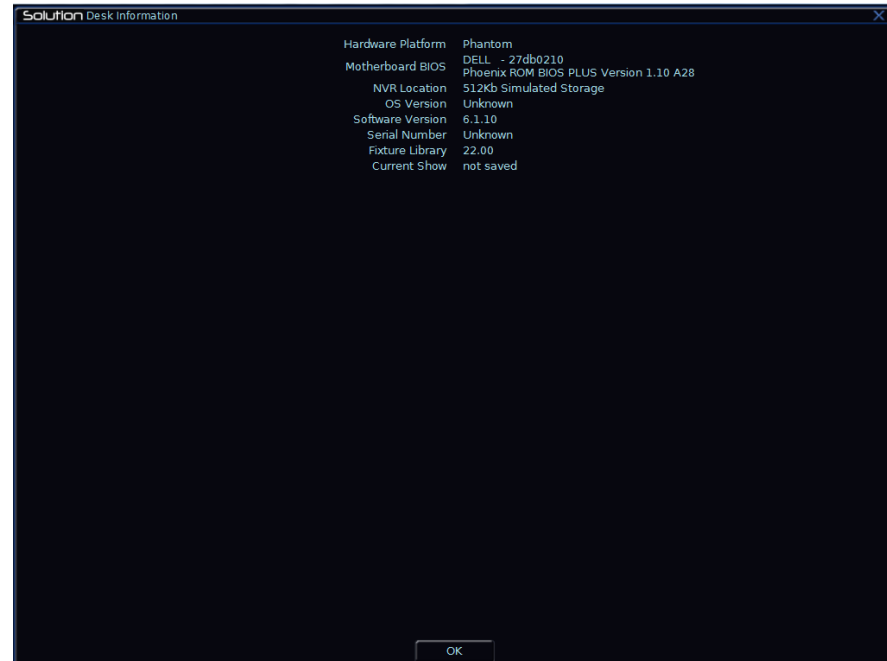 Solution Desk Information X
Hardware Platform Phantom
Motherboard BIOS DELL - 27db0210
Phoenix ROM BIOS PLUS Version 1.10 A28
NVR Location 512Kb Simulated Storage
OS Version Unknown
Software Version 6.1.10
Serial Number Unknown
Fixture Library 22.00
Current Show not saved
OK